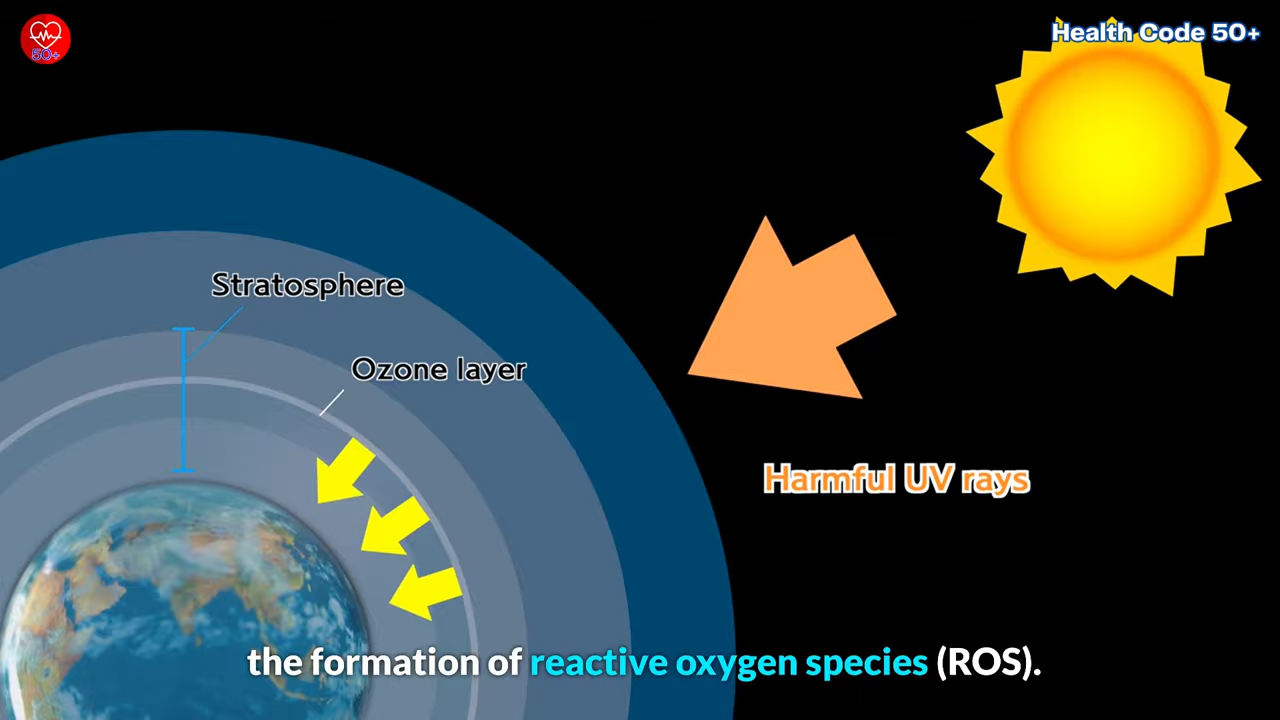 50+
Health Code 50+
Stratosphere
Ozone layer
Harmful UV rays
the formation of reactive oxygen species (ROS).